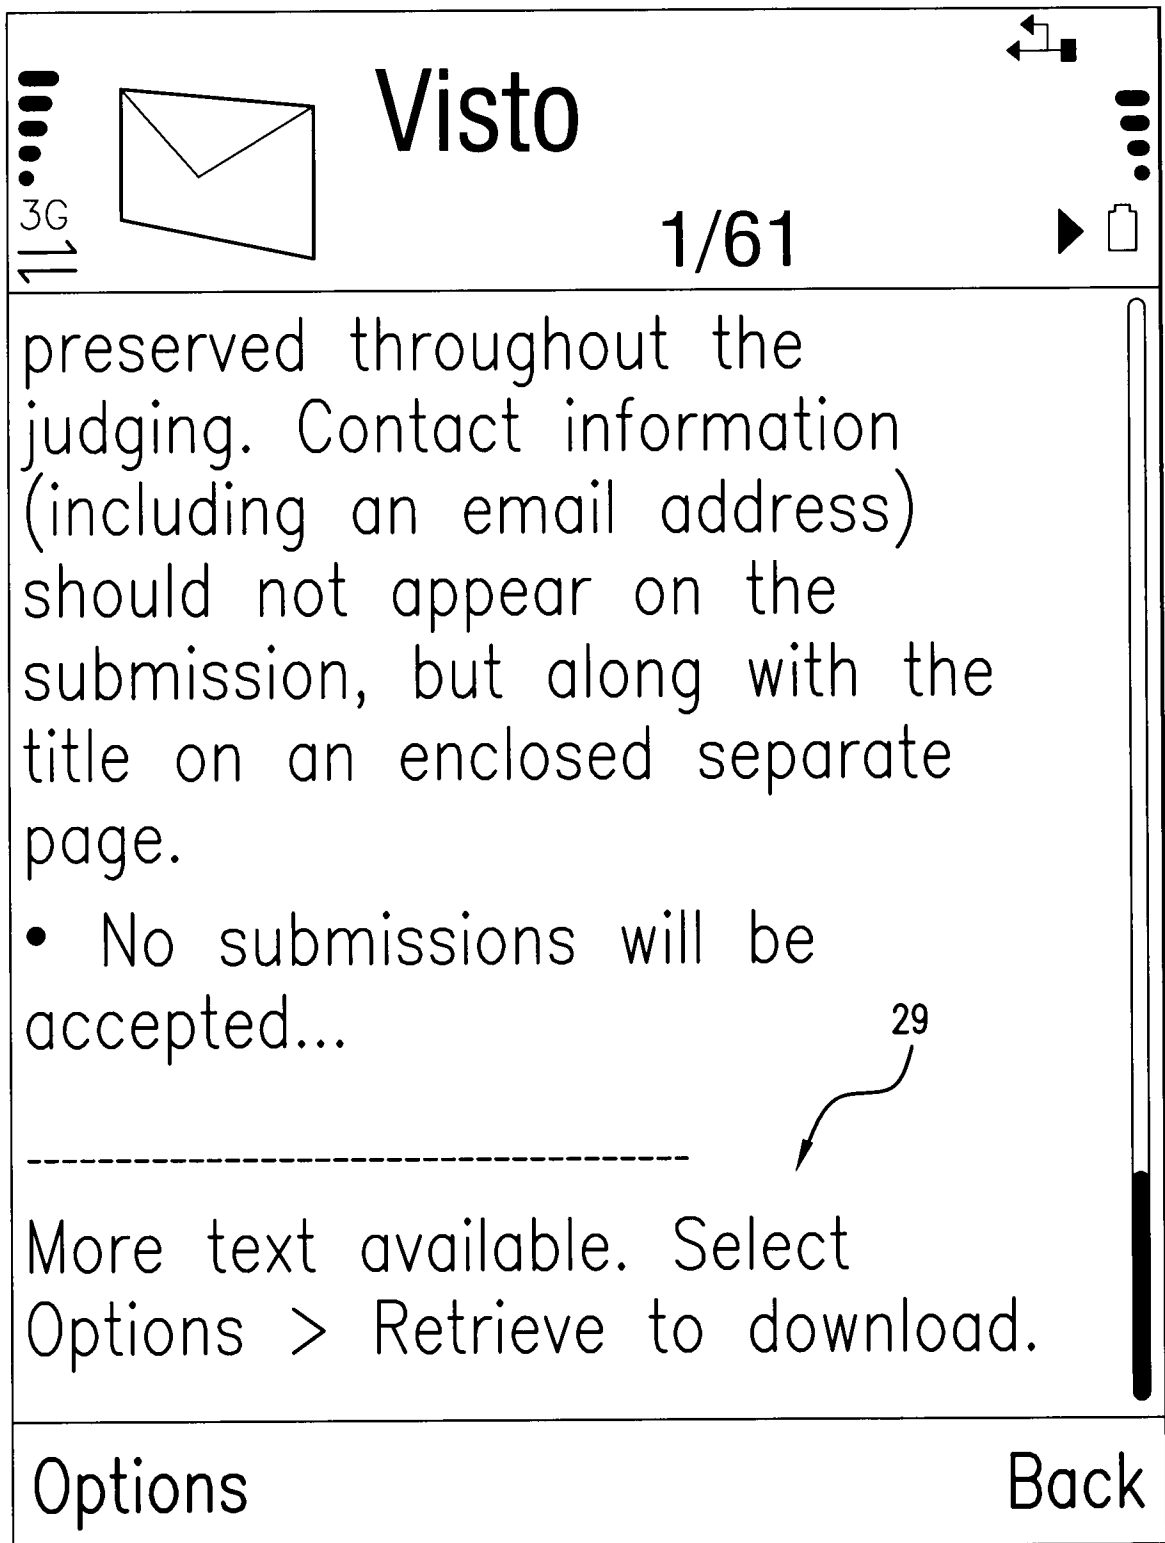 Visto
3G
1/61
preserved throughout the
judging. Contact information
(including an email address)
should not appear on the
submission, but along with the
title on an enclosed separate
page.
• No submissions will be
accepted...
29
------------------------------------
More text available. Select
Options > Retrieve to download.
Options Back